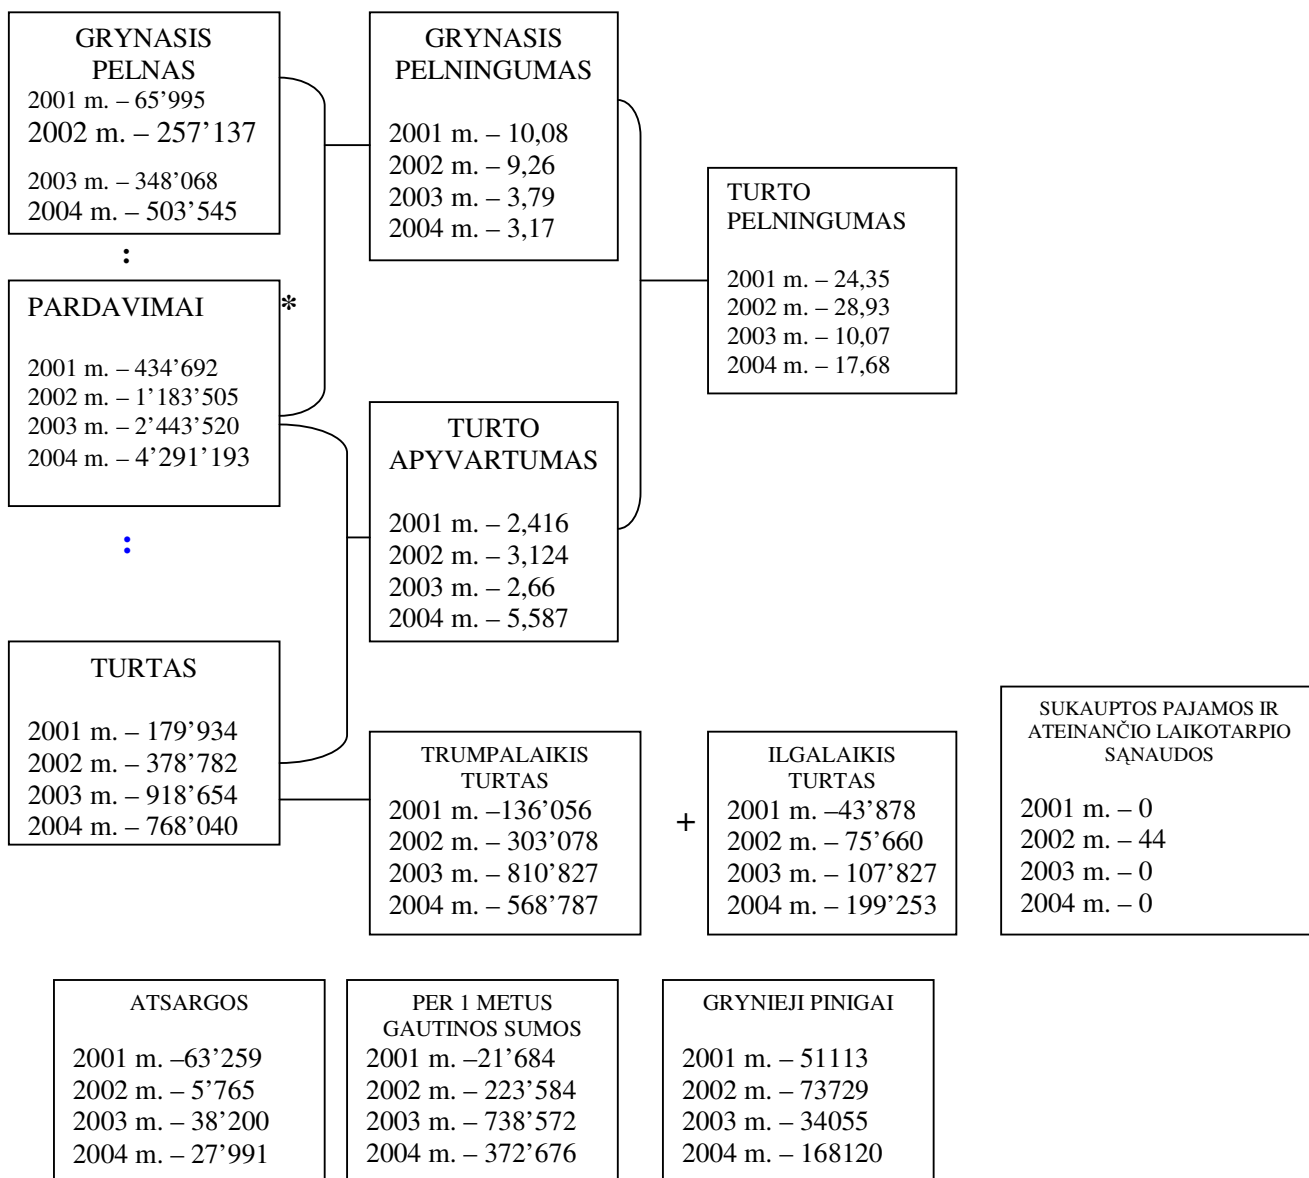 GRYNASIS
PELNAS
2001 m. – 65’995
2002 m. – 257’137
2003 m. – 348’068
2004 m. – 503’545
:
PARDAVIMAI
*
2001 m. – 434’692
2002 m. – 1’183’505
2003 m. – 2’443’520
2004 m. – 4’291’193
:
TURTAS
2001 m. – 179’934
2002 m. – 378’782
2003 m. – 918’654
2004 m. – 768’040
GRYNASIS
PELNINGUMAS
2001 m. – 10,08
2002 m. – 9,26
2003 m. – 3,79
2004 m. – 3,17
TURTO
APYVARTUMAS
2001 m. – 2,416
2002 m. – 3,124
2003 m. – 2,66
2004 m. – 5,587
TURTO
PELNINGUMAS
2001 m. – 24,35
2002 m. – 28,93
2003 m. – 10,07
2004 m. – 17,68
TRUMPALAIKIS
TURTAS
2001 m. –136’056
2002 m. – 303’078
2003 m. – 810’827
2004 m. – 568’787
+
ILGALAIKIS
TURTAS
2001 m. –43’878
2002 m. – 75’660
2003 m. – 107’827
2004 m. – 199’253
SUKAUPTOS PAJAMOS IR
ATEINANČIO LAIKOTARPIO
SĄNAUDOS
2001 m. – 0
2002 m. – 44
2003 m. – 0
2004 m. – 0
ATSARGOS
2001 m. –63’259
2002 m. – 5’765
2003 m. – 38’200
2004 m. – 27’991
PER 1 METUS
GAUTINOS SUMOS
2001 m. –21’684
2002 m. – 223’584
2003 m. – 738’572
2004 m. – 372’676
GRYNIEJI PINIGAI
2001 m. – 51113
2002 m. – 73729
2003 m. – 34055
2004 m. – 168120